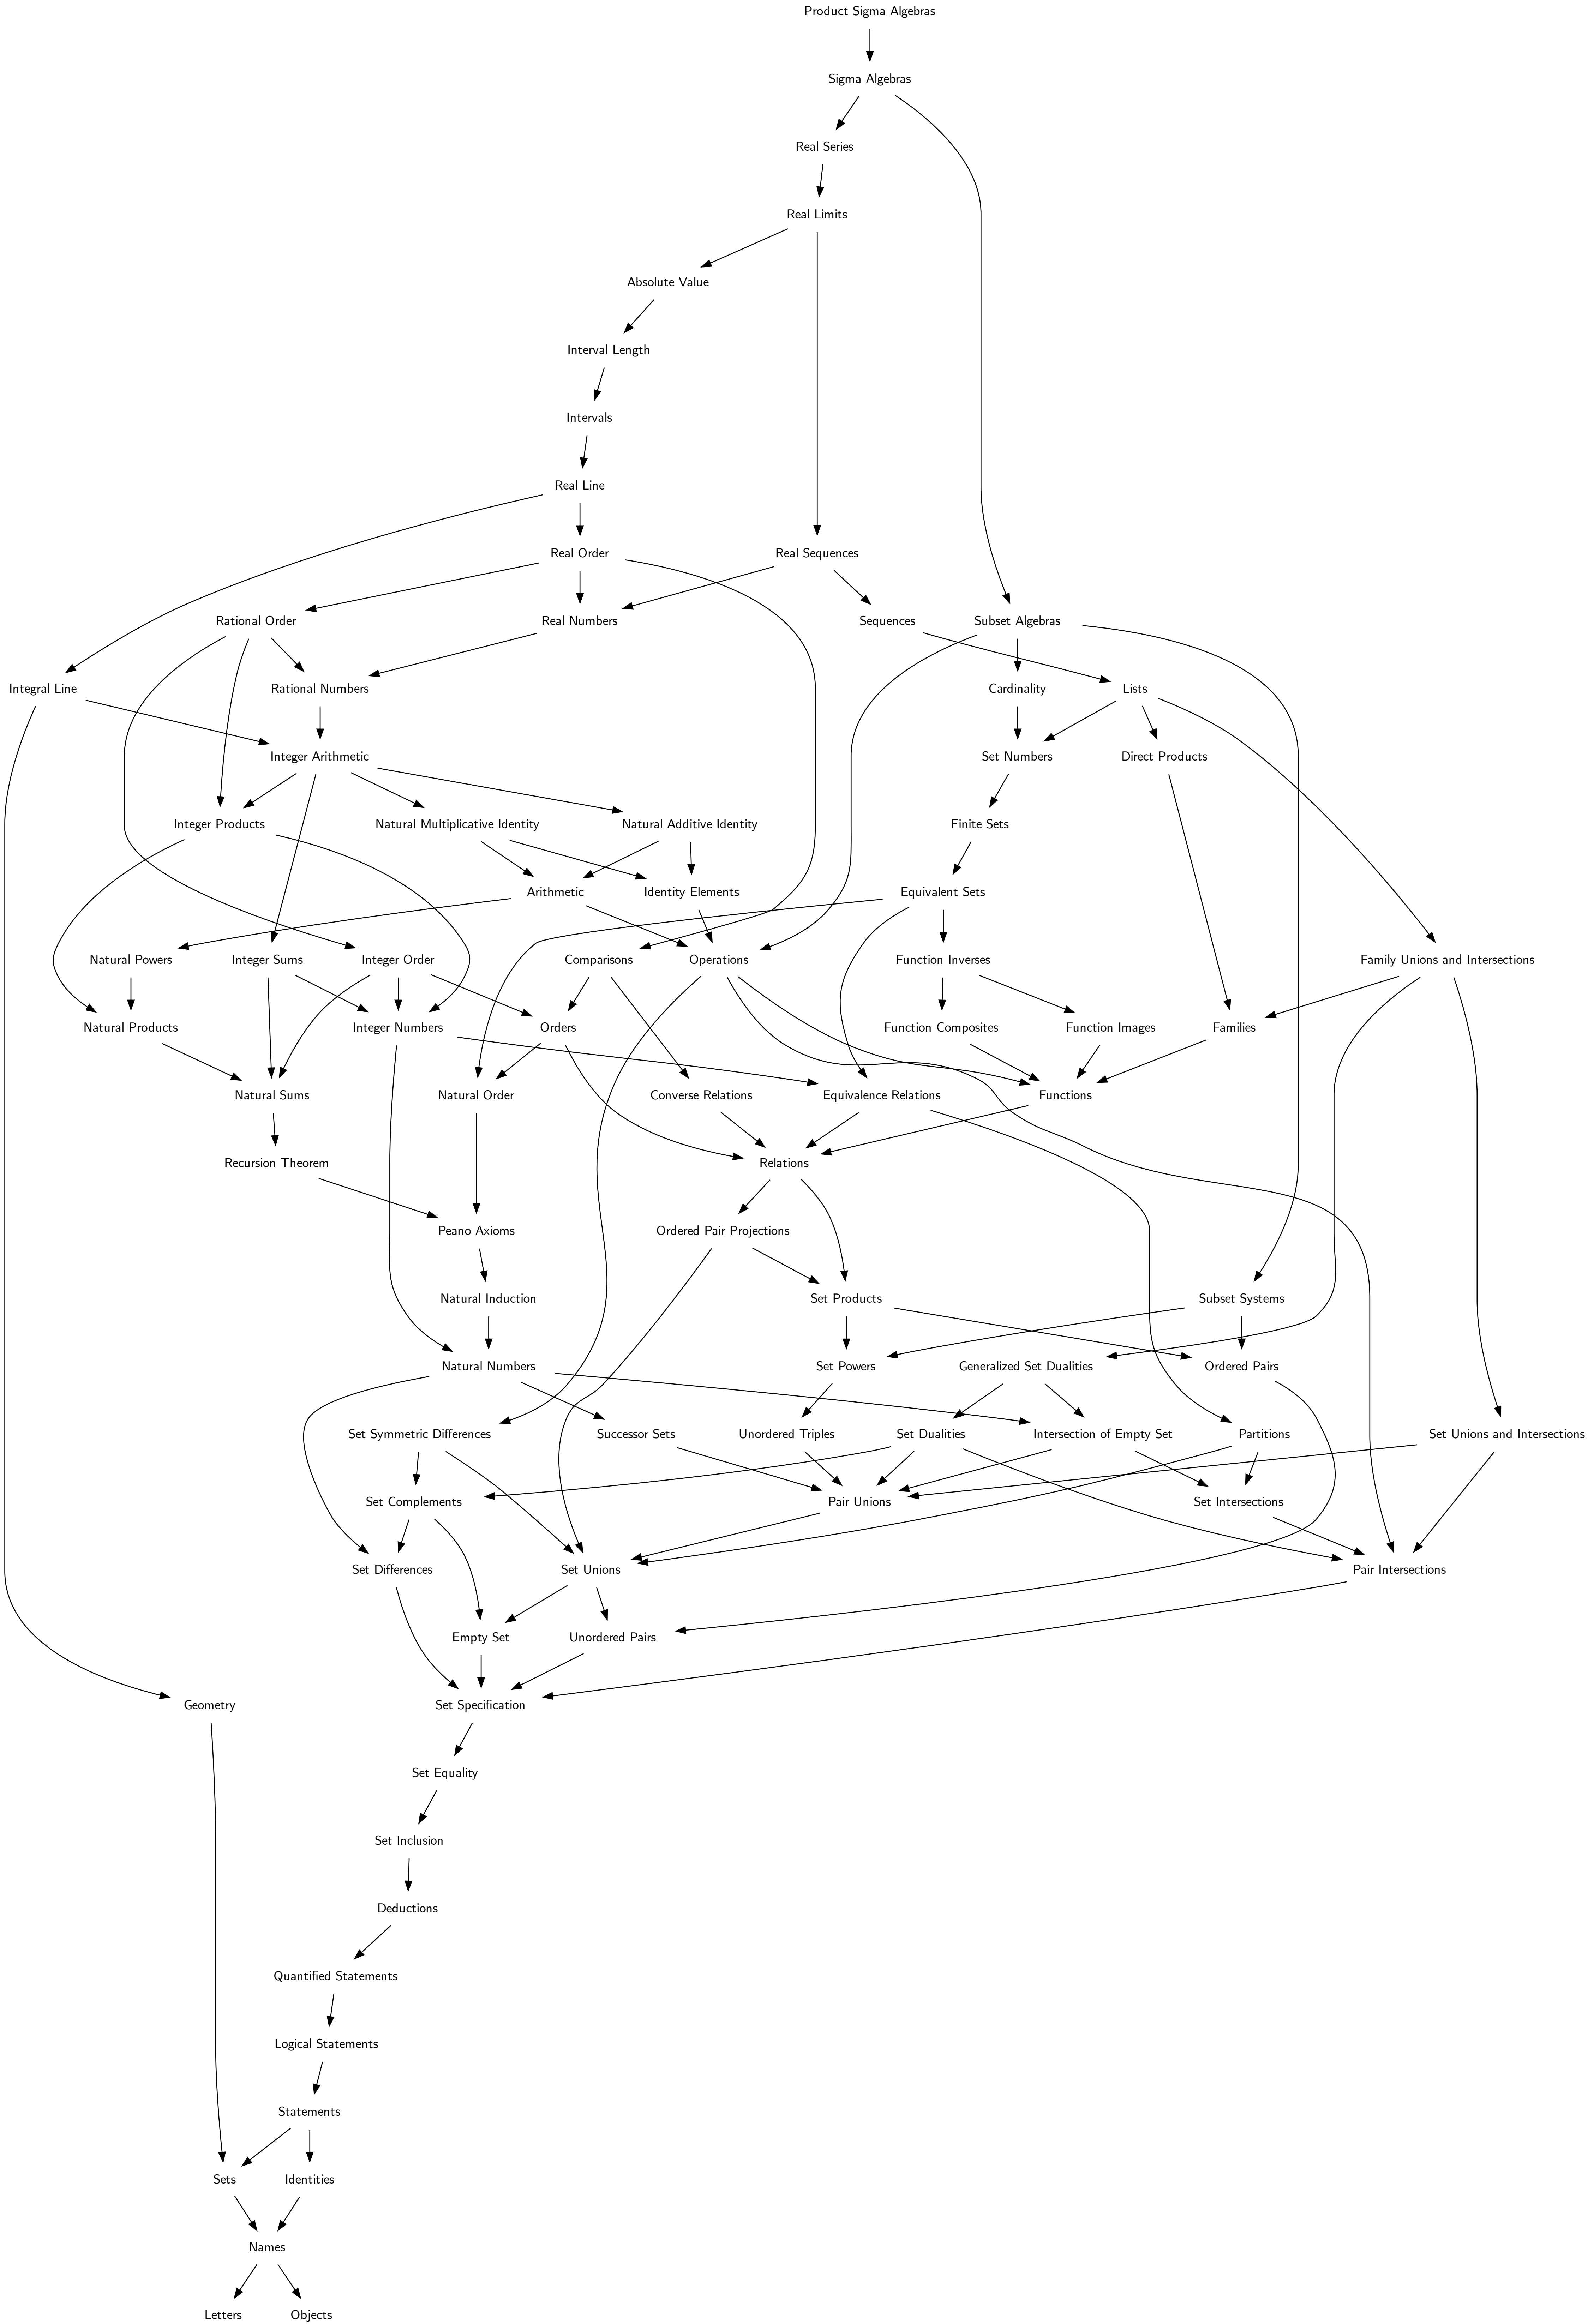 Product Sigma Algebras
Sigma Algebras
Real Series
Real Limits
Absolute Value
Interval Length
Intervals
Real Line
Real Order
Real Sequences
Rational Order
Real Numbers
Sequences
Subset Algebras
Integral Line
Rational Numbers
Cardinality
Lists
Integer Arithmetic
Set Numbers
Direct Products
Integer Products
Natural Multiplicative Identity
Natural Additive Identity
Finite Sets
Arithmetic
Identity Elements
Equivalent Sets
Natural Powers
Integer Sums
Integer Order
Comparisons
Operations
Function Inverses
Family Unions and Intersections
Natural Products
Integer Numbers
Orders
Function Composites
Function Images
Families
Natural Sums
Natural Order
Converse Relations
Equivalence Relations
Functions
Recursion Theorem
Relations
Peano Axioms
Ordered Pair Projections
Natural Induction
Set Products
Subset Systems
Natural Numbers
Set Powers
Generalized Set Dualities
Ordered Pairs
Set Symmetric Differences
Successor Sets
Unordered Triples
Set Dualities
Intersection of Empty Set
Partitions
Set Unions and Intersections
Set Complements
Pair Unions
Set Intersections
Set Differences
Set Unions
Pair Intersections
Empty Set
Unordered Pairs
Geometry
Set Specification
Set Equality
Set Inclusion
Deductions
Quantified Statements
Logical Statements
Statements
Sets
Identities
Names
Letters
Objects